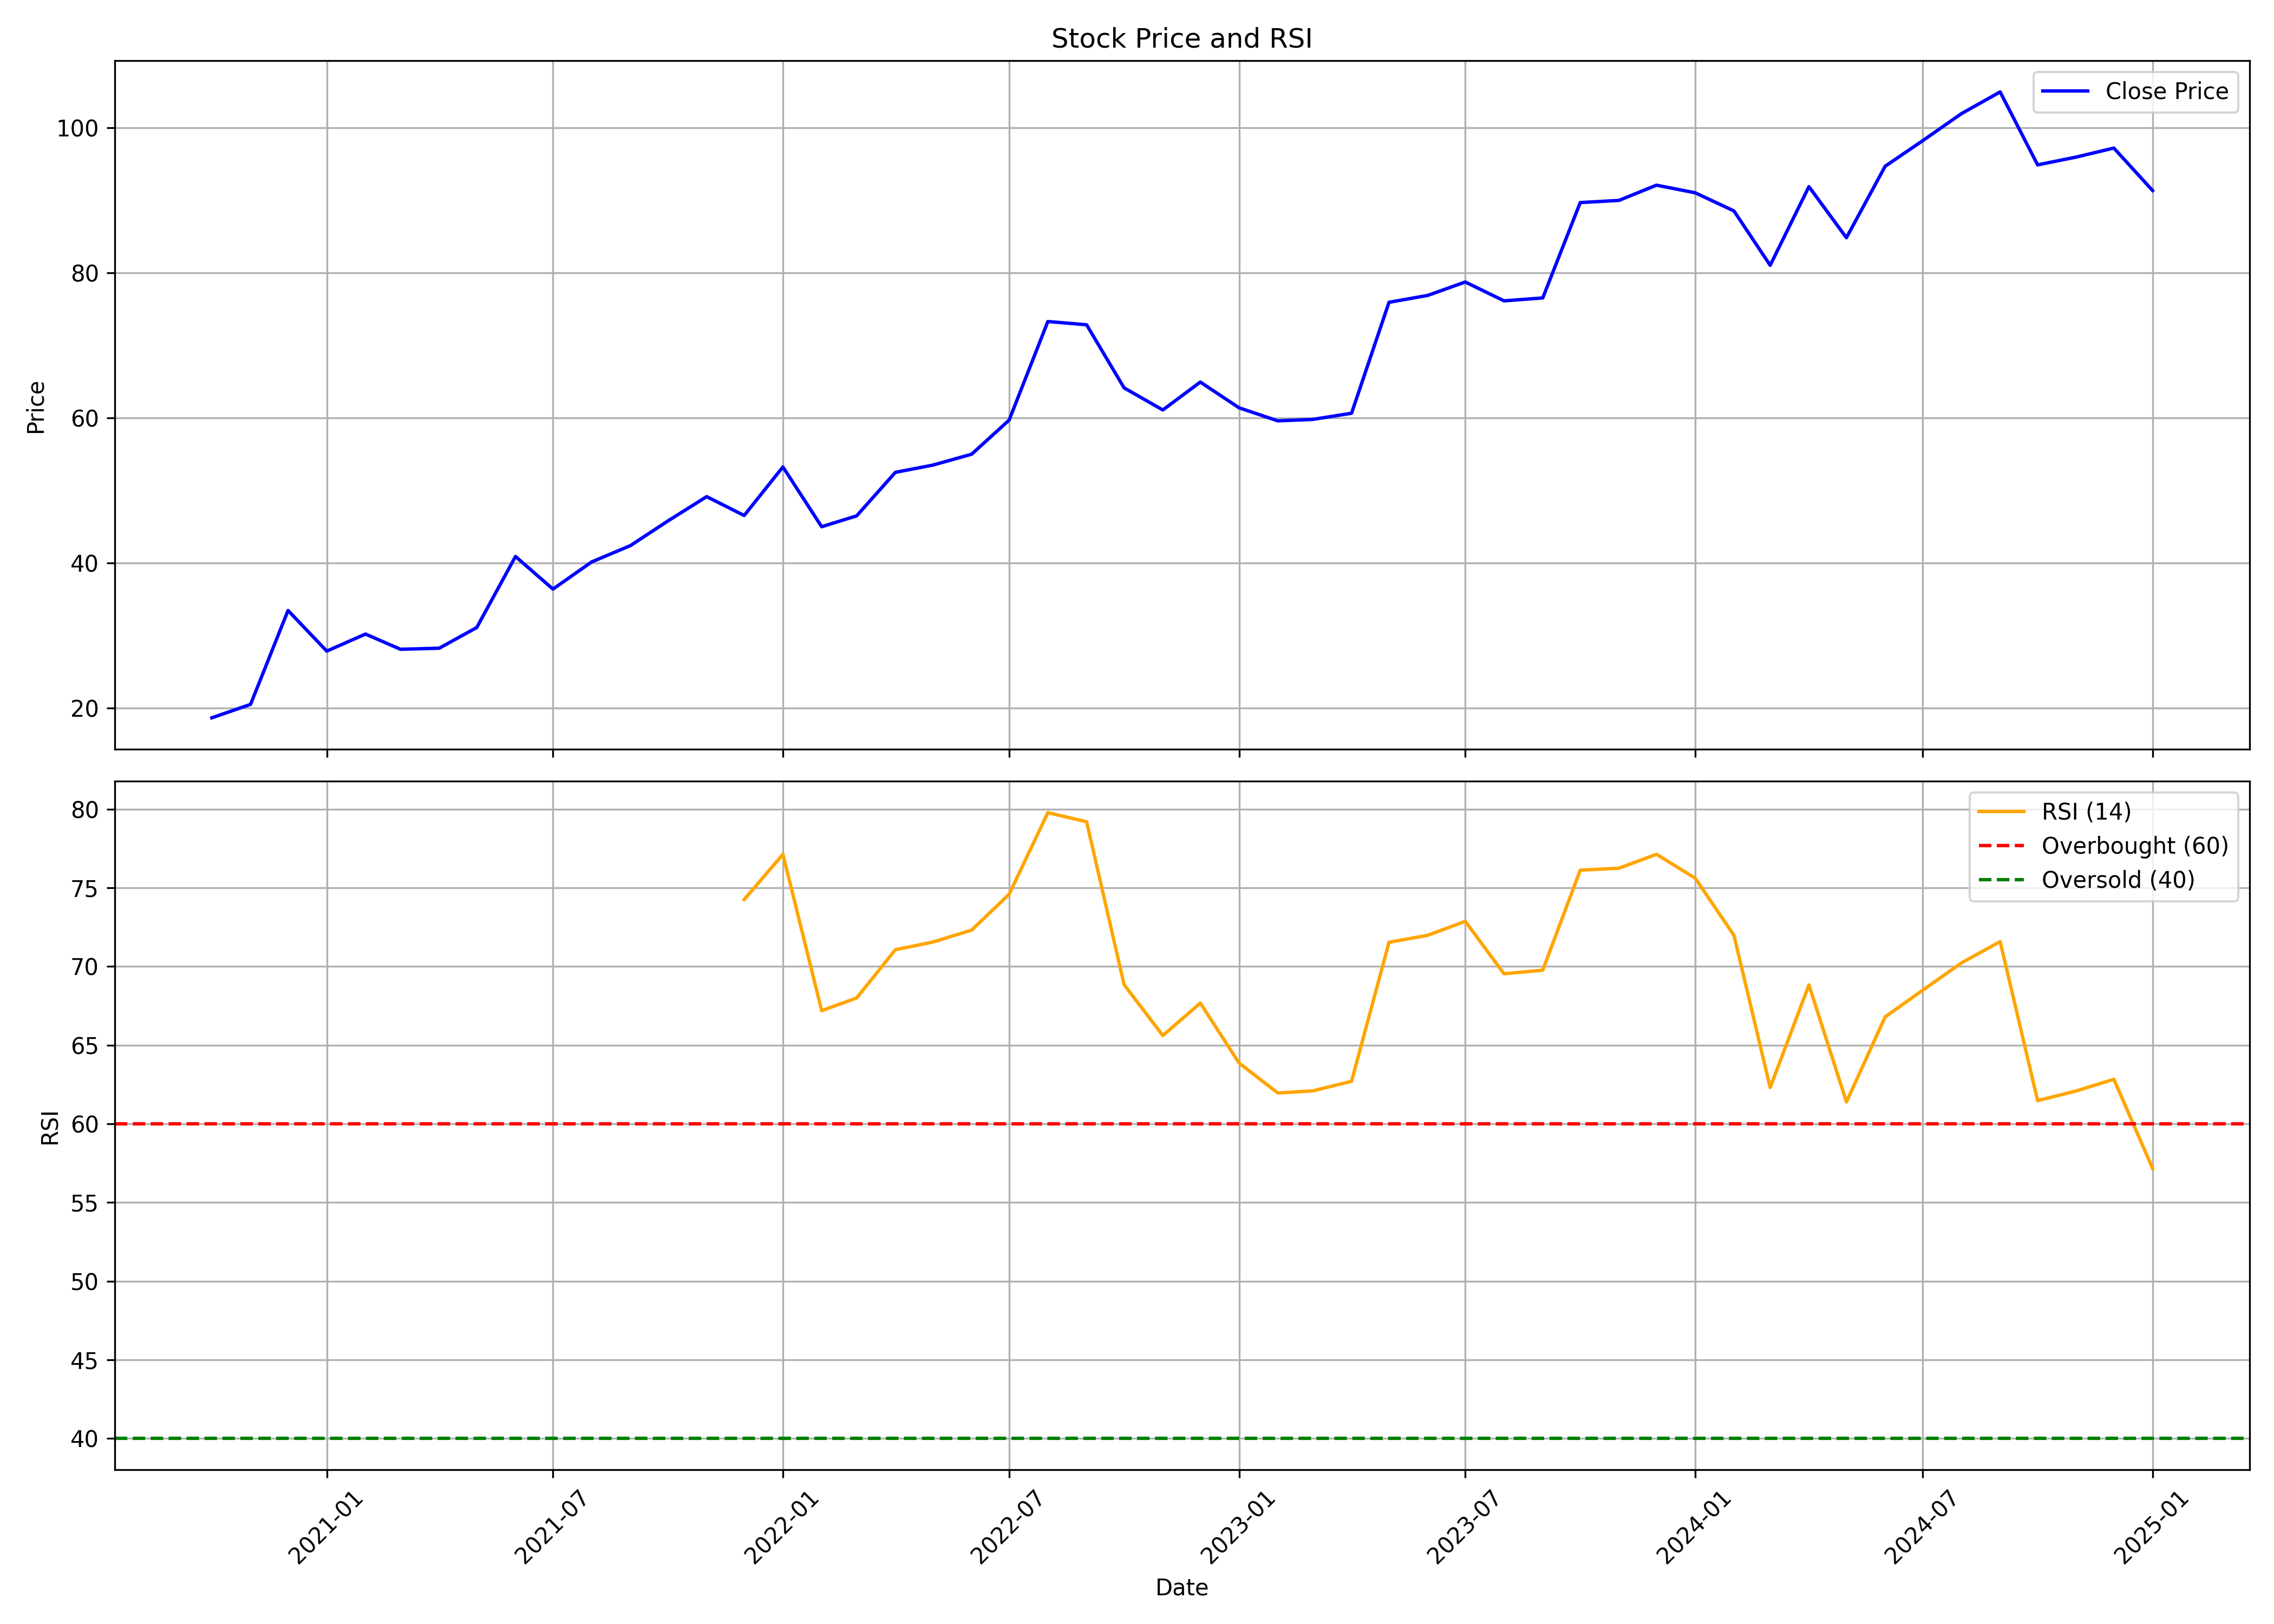 Stock Price and RSI
Close Price
100
80
60
40
20
Price
RSI (14)
Overbought (60)
Oversold (40)
80
75
70
65
60
55
50
45
40
RSI
2021-01
2021-07
2022-01
2022-07
2023-01
2023-07
2024-01
2024-07
2025-01
Date